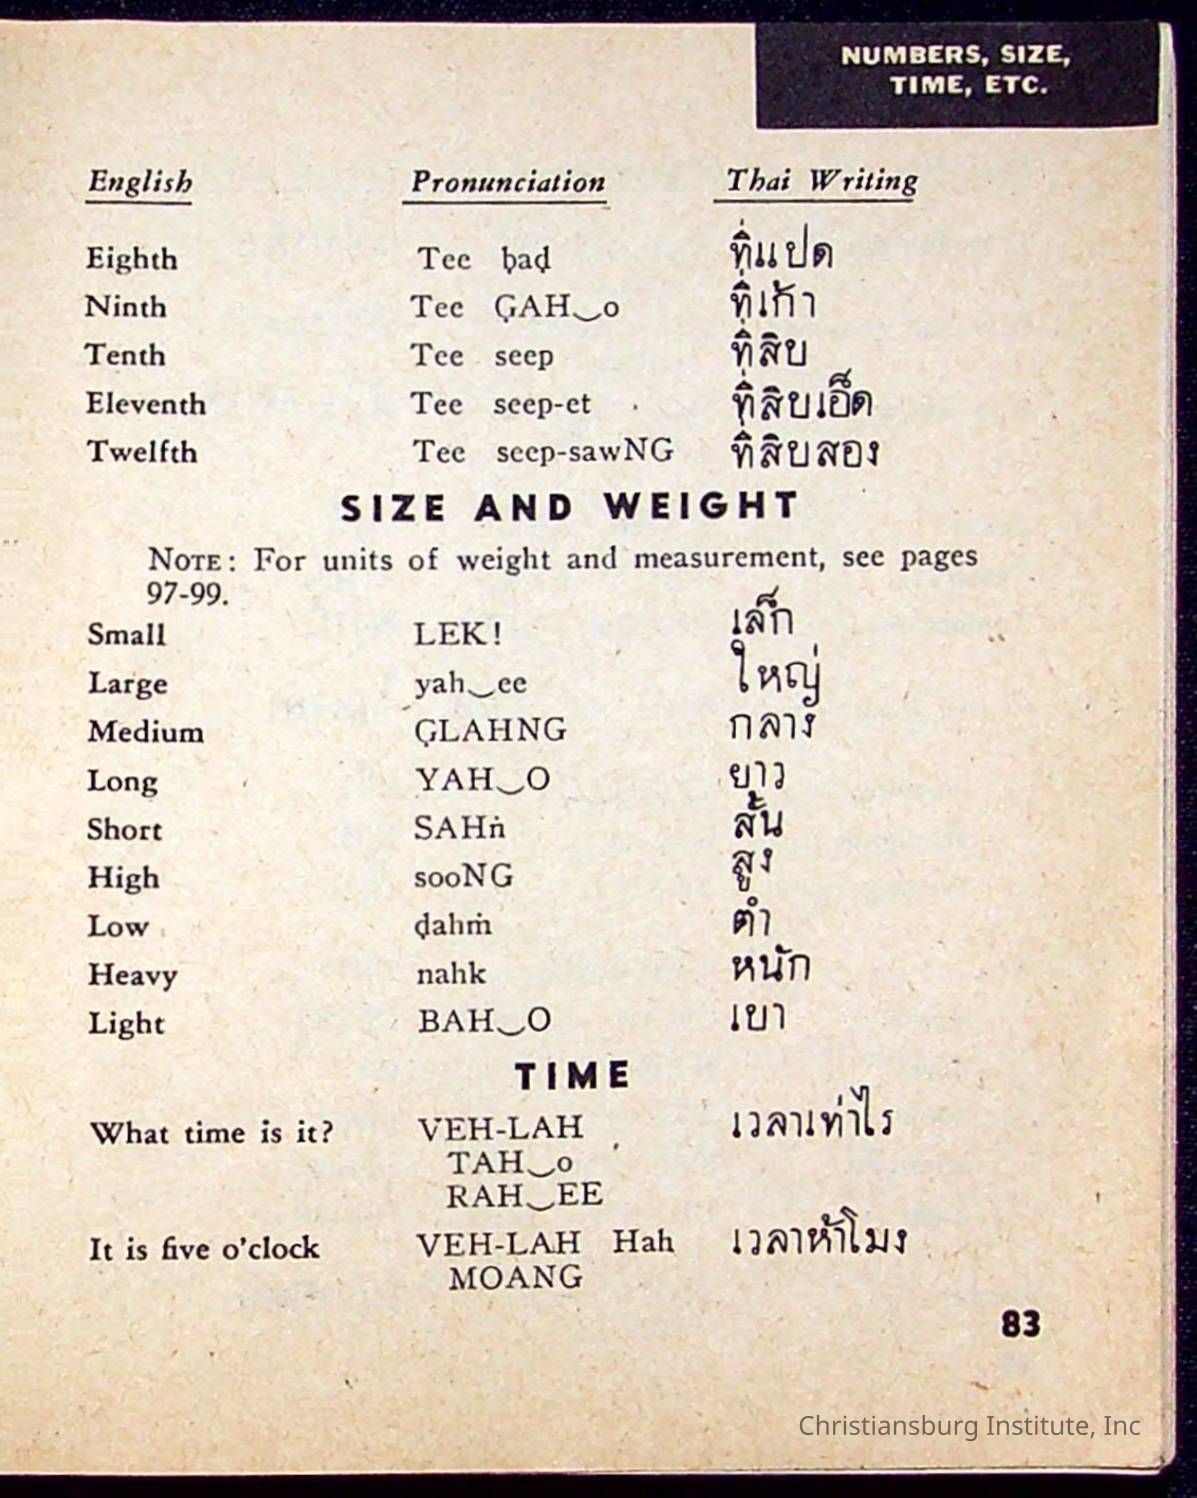 NUMBERS, SIZE,
TIME, ETC.
English Pronunciation Thai Writing
Eighth Tee ḅaḍ ที่แปด
Ninth Tee G̣AH‿o ที่เก้า
Tenth Tee seep ที่สิบ
Eleventh Tee seep-et ที่สิบเอ็ด
Twelfth Tee seep-sawNG ที่สิบสอง
SIZE AND WEIGHT
NOTE: For units of weight and measurement, see pages
97-99.
Small LEK! เล็ก
Large yah‿ee ใหญ่
Medium G̣LAHNG กลาง
Long YAH‿O ยาว
Short SAHṅ สั้น
High sooNG สูง
Low ḍahṁ ตํา
Heavy nahk หนัก
Light BAH‿O เบา
TIME
What time is it? VEH-LAH เวลาเท่าไร
TAH‿o
RAH‿EE
It is five o'clock VEH-LAH Hah เวลาห้าโมง
MOANG
83
Christiansburg Institute, Inc